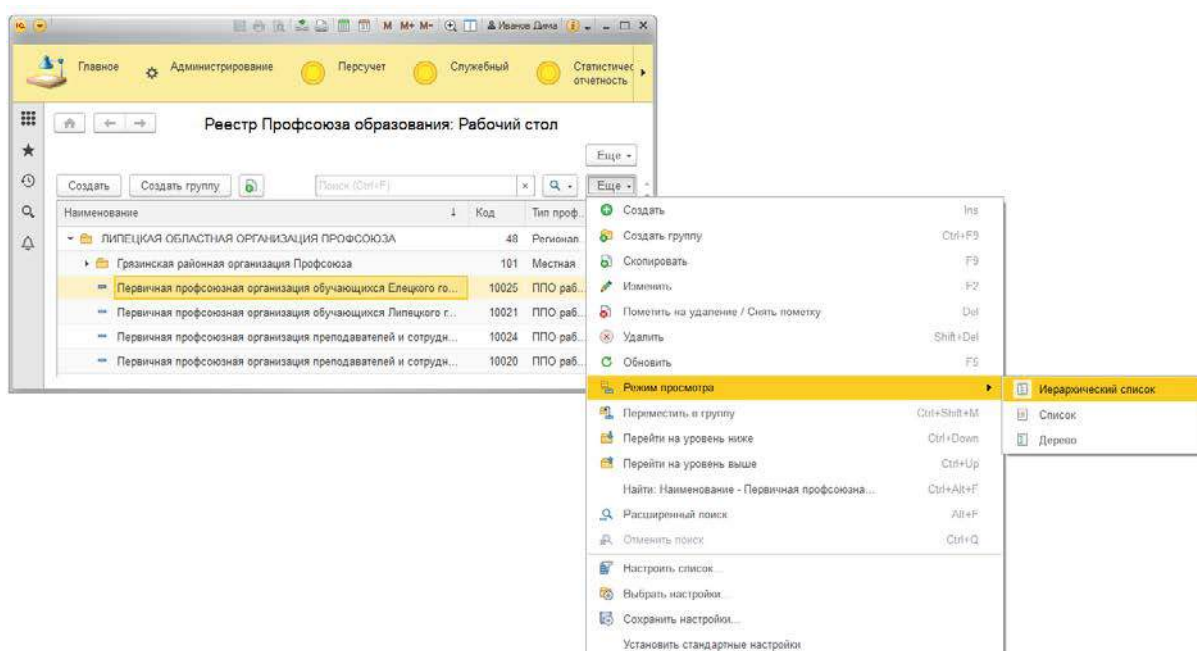 1С
М М+ М- Иванов Дима
Главное Администрирование Персучет Служебный Статистичес
отчетность
Реестр Профсоюза образования: Рабочий стол
Еще
Создать Создать группу Поиск (Ctrl+F) × Еще
Наименование ↓ Код Тип проф...
ЛИПЕЦКАЯ ОБЛАСТНАЯ ОРГАНИЗАЦИЯ ПРОФСОЮЗА 48 Регионал...
Грязинская районная организация Профсоюза 101 Местная
Первичная профсоюзная организация обучающихся Елецкого го... 10025 ППО раб...
Первичная профсоюзная организация обучающихся Липецкого г... 10021 ППО раб...
Первичная профсоюзная организация преподавателей и сотрудн... 10024 ППО раб...
Первичная профсоюзная организация преподавателей и сотрудн... 10020 ППО раб...
Создать Ins
Создать группу Ctrl+F9
Скопировать F9
Изменить F2
Пометить на удаление / Снять пометку Del
Удалить Shift+Del
Обновить F5
Режим просмотра
Иерархический список
Список
Дерево
Переместить в группу Ctrl+Shift+M
Перейти на уровень ниже Ctrl+Down
Перейти на уровень выше Ctrl+Up
Найти: Наименование - Первичная профсоюзна... Ctrl+Alt+F
Расширенный поиск Alt+F
Отменить поиск Ctrl+Q
Настроить список...
Выбрать настройки...
Сохранить настройки...
Установить стандартные настройки